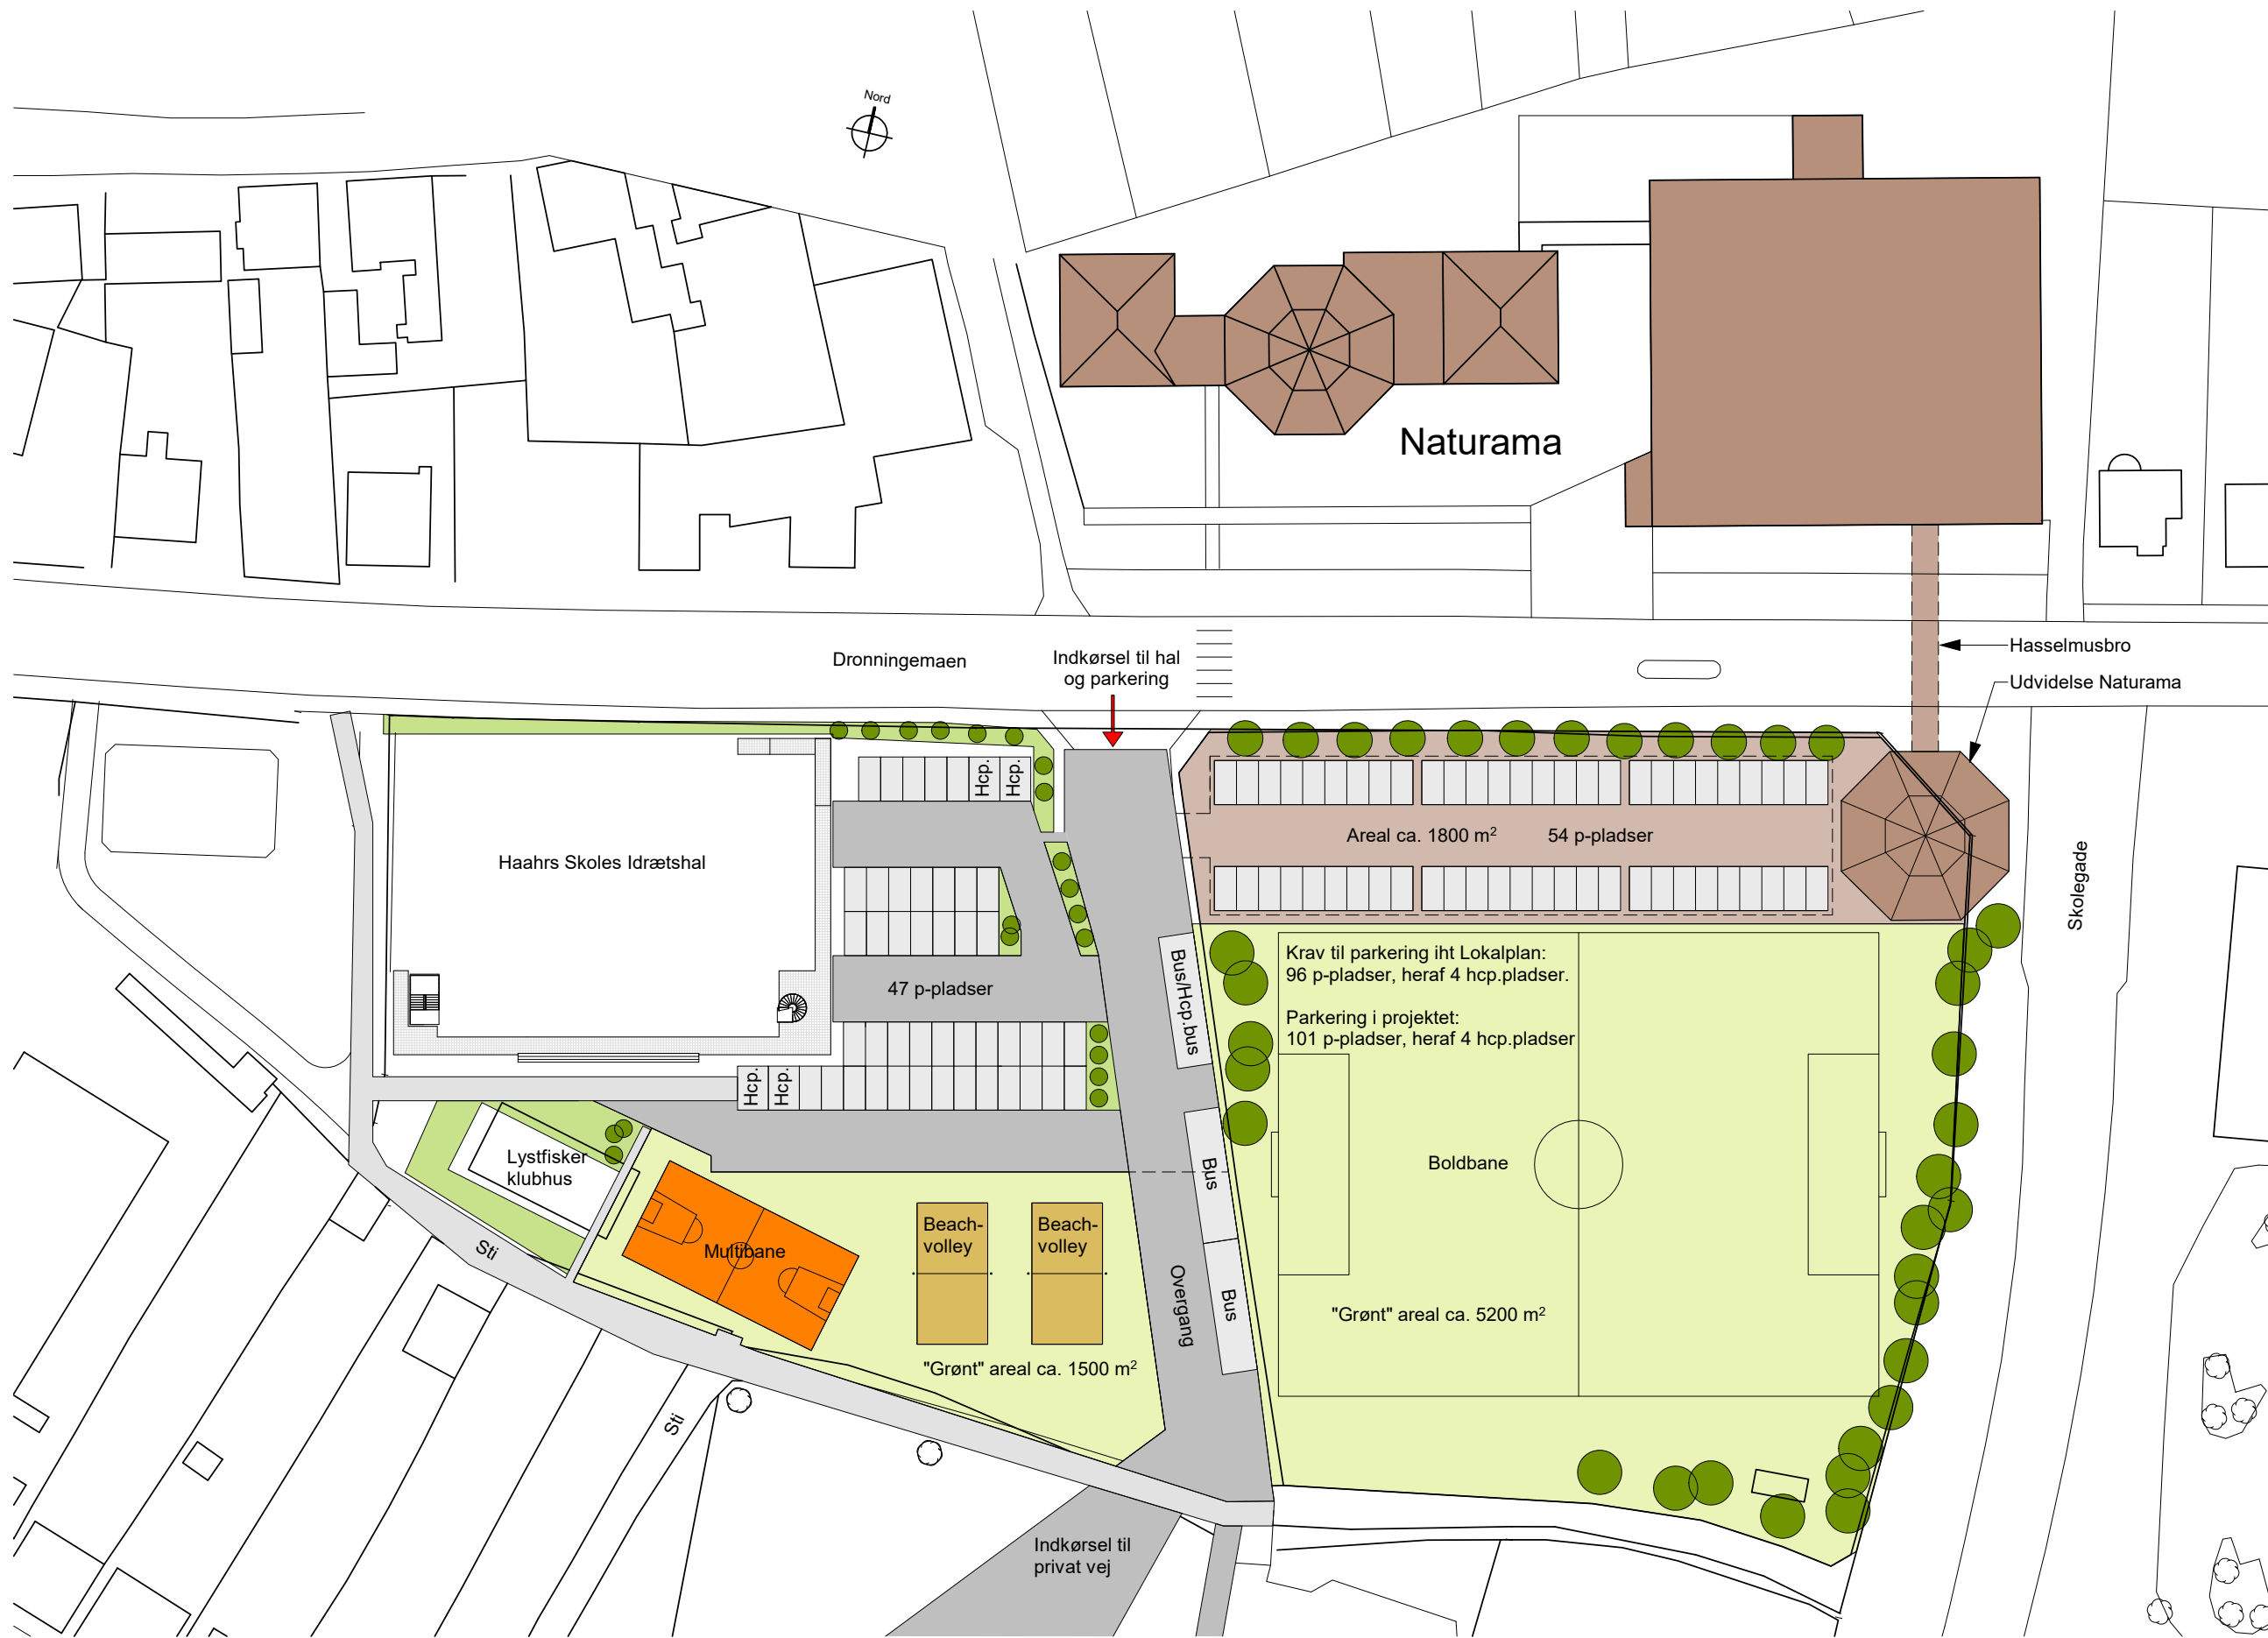 Nord
Naturama
Dronningemaen
Indkørsel til hal
og parkering
Hasselmusbro
Udvidelse Naturama
Hcp.
Hcp.
Areal ca. 1800 m²
54 p-pladser
Haahrs Skoles Idrætshal
Skolegade
47 p-pladser
Bus/Hcp.bus
Krav til parkering iht Lokalplan:
96 p-pladser, heraf 4 hcp.pladser.
Parkering i projektet:
101 p-pladser, heraf 4 hcp.pladser
Hcp.
Hcp.
Lystfisker
klubhus
Bus
Boldbane
Sti
Multibane
Beach-
volley
Beach-
volley
Overgang
Bus
"Grønt" areal ca. 5200 m²
"Grønt" areal ca. 1500 m²
Sti
Indkørsel til
privat vej